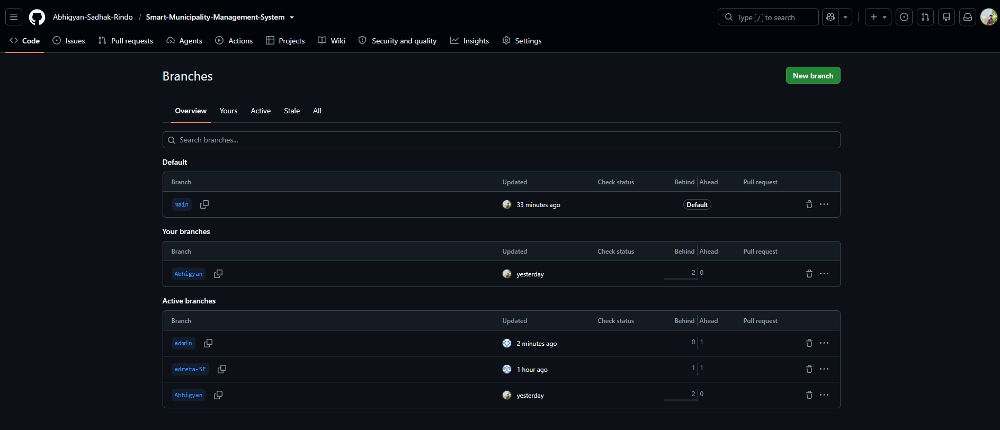 Abhigyan-Sadhak-Rindo / Smart-Municipality-Management-System
Type / to search
Code Issues Pull requests Agents Actions Projects Wiki Security and quality Insights Settings
Branches
New branch
Overview Yours Active Stale All
Search branches...
Default
Branch Updated Check status Behind Ahead Pull request
main 33 minutes ago Default
Your branches
Branch Updated Check status Behind Ahead Pull request
Abhigyan yesterday 2 0
Active branches
Branch Updated Check status Behind Ahead Pull request
admin 2 minutes ago 0 1
adreta-SE 1 hour ago 1 1
Abhigyan yesterday 2 0